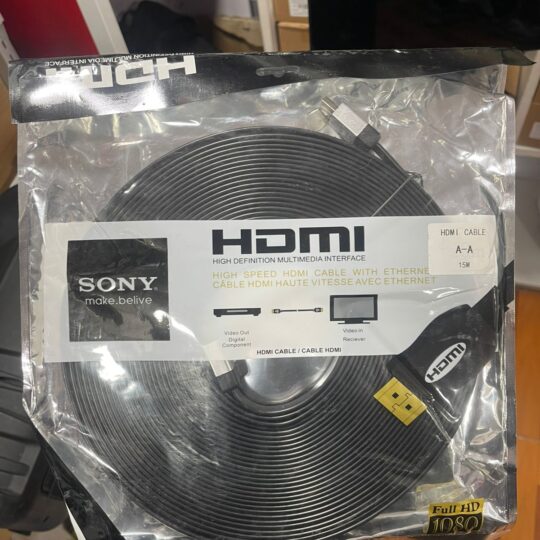 HIGH DEFINITION MULTIMEDIA INTERFACE
HDMI
HDMI
HIGH DEFINITION MULTIMEDIA INTERFACE
HIGH SPEED HDMI CABLE WITH ETHERNE
CÂBLE HDMI HAUTE VITESSE AVEC ETHERNET
HDMI CABLE
A-A
15M
SONY
make.belive
Video Out
Digital
Component
Video in
Reciever
HDMI CABLE / CABLE HDMI
HDMI
Full HD
1080